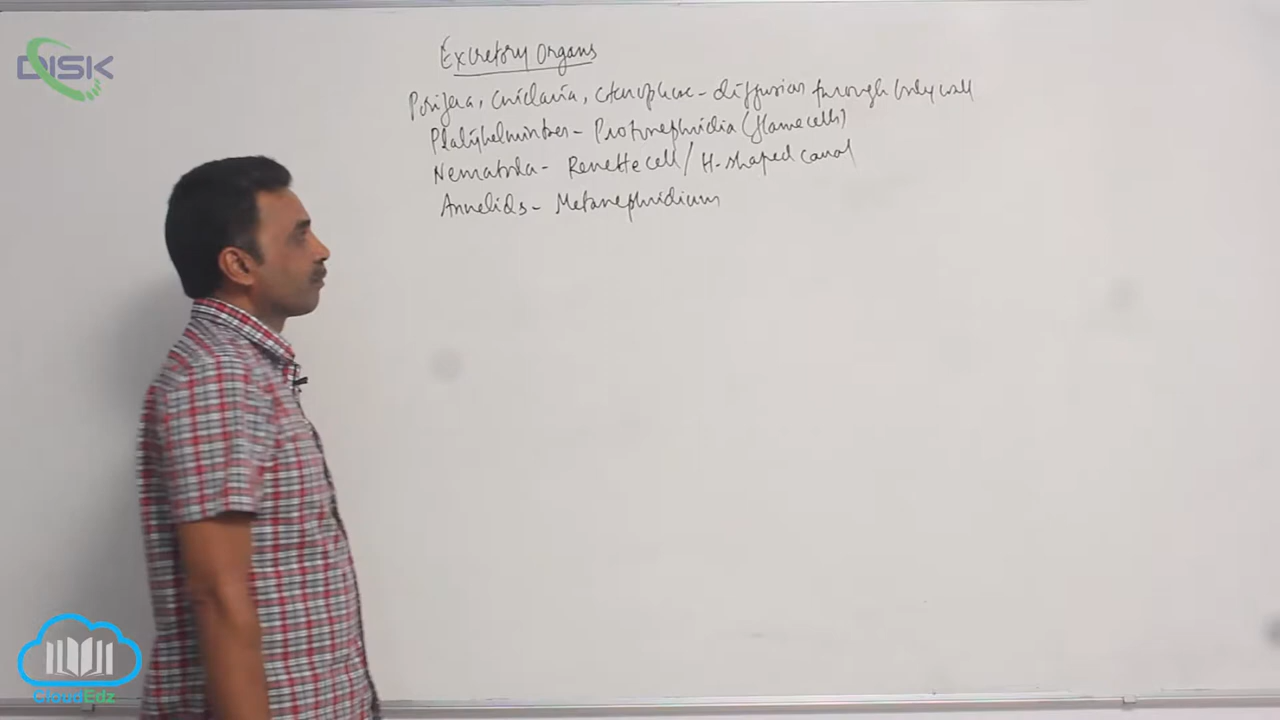 DISK
Excretory Organs
Porifera, Cnidaria, Ctenophore - diffusion through body wall
Platyhelmintes - Protonephridia (flame cells)
Nematoda - Renette cell / H-shaped canal
Annelids - Metanephridium
CloudEdz